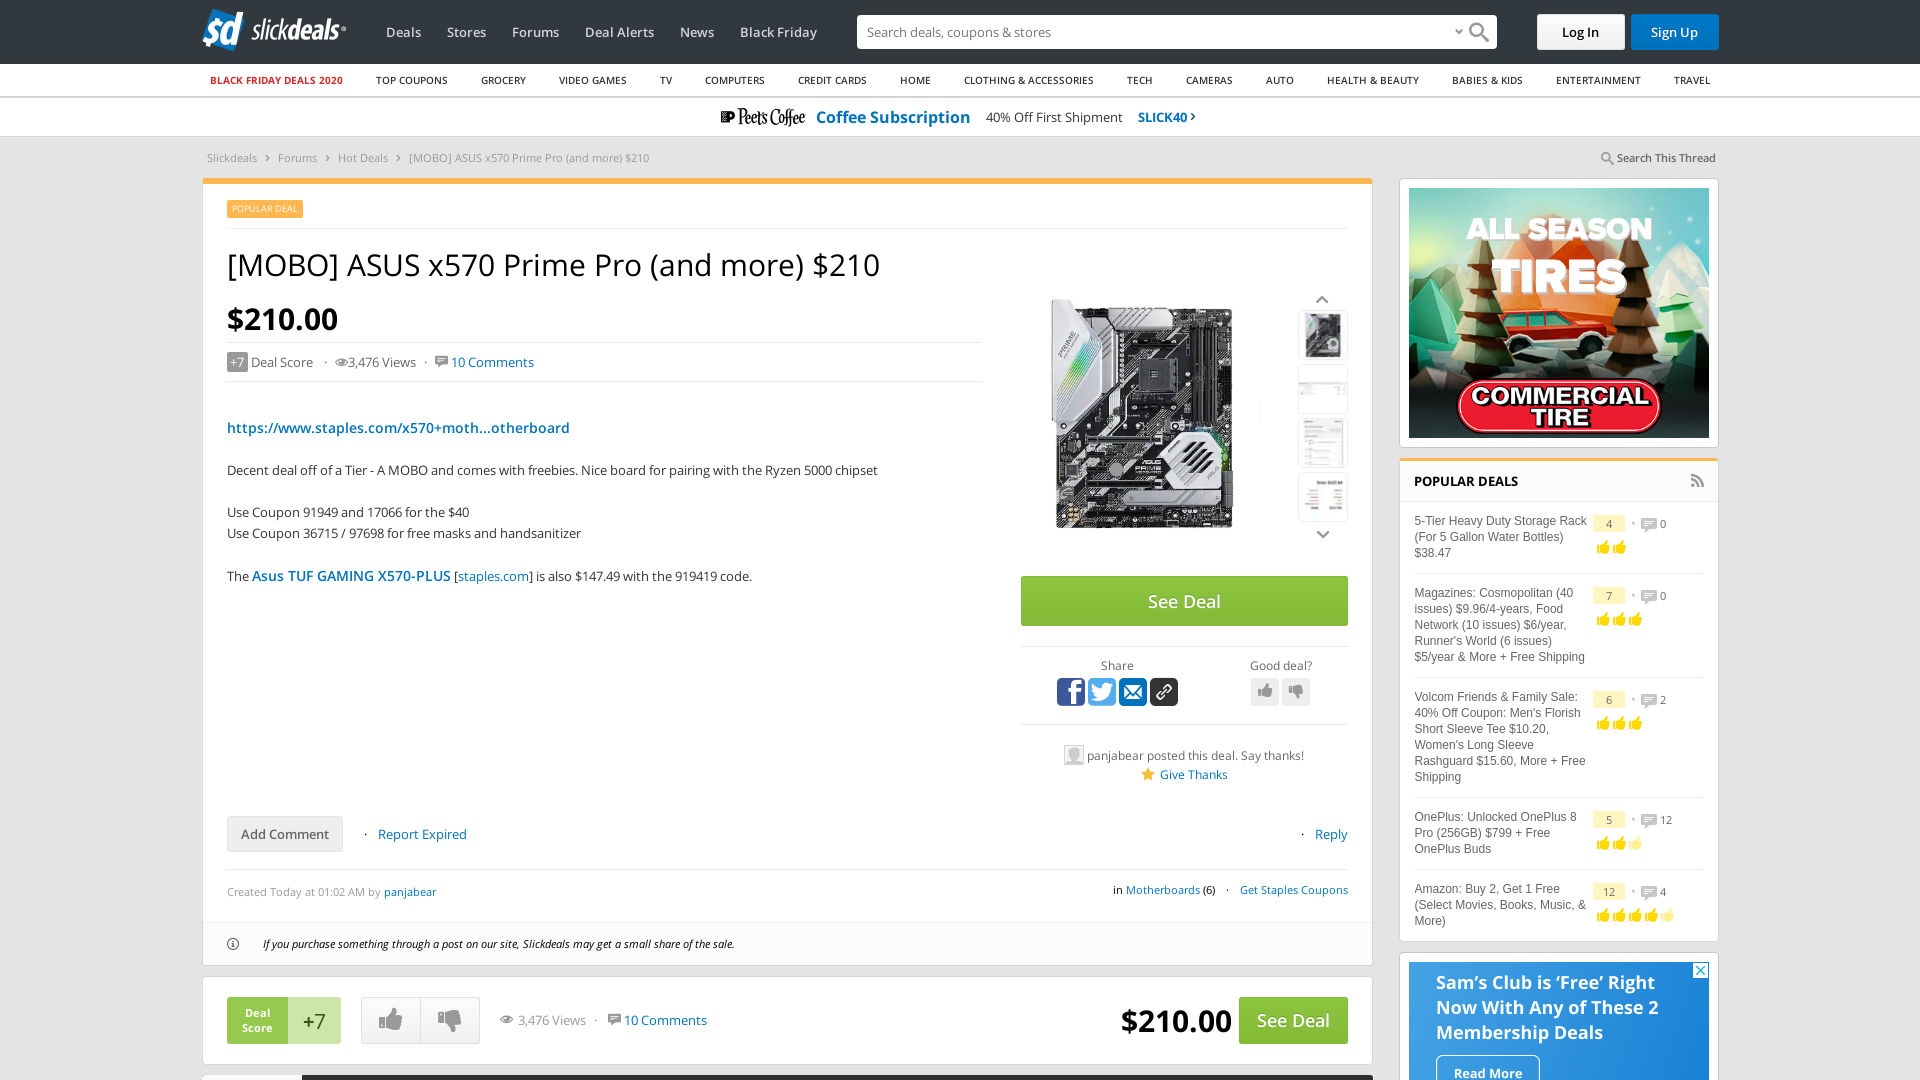 sd slickdeals
Deals Stores Forums Deal Alerts News Black Friday
Search deals, coupons & stores
Log In Sign Up
BLACK FRIDAY DEALS 2020 TOP COUPONS GROCERY VIDEO GAMES TV COMPUTERS CREDIT CARDS HOME CLOTHING & ACCESSORIES TECH CAMERAS AUTO HEALTH & BEAUTY BABIES & KIDS ENTERTAINMENT TRAVEL
Peet's Coffee Coffee Subscription 40% Off First Shipment SLICK40
Slickdeals Forums Hot Deals [MOBO] ASUS x570 Prime Pro (and more) $210
Search This Thread
POPULAR DEAL
[MOBO] ASUS x570 Prime Pro (and more) $210
$210.00
+7 Deal Score · 3,476 Views · 10 Comments
https://www.staples.com/x570+moth...otherboard
Decent deal off of a Tier - A MOBO and comes with freebies. Nice board for pairing with the Ryzen 5000 chipset
Use Coupon 91949 and 17066 for the $40
Use Coupon 36715 / 97698 for free masks and handsanitizer
The Asus TUF GAMING X570-PLUS [staples.com] is also $147.49 with the 919419 code.
PRIME
ASUS
PRIME
See Deal
Share
Good deal?
panjabear posted this deal. Say thanks!
Give Thanks
Add Comment · Report Expired
· Reply
Created Today at 01:02 AM by panjabear
in Motherboards (6) · Get Staples Coupons
If you purchase something through a post on our site, Slickdeals may get a small share of the sale.
Deal
Score
+7
3,476 Views · 10 Comments
$210.00 See Deal
ALL SEASON
TIRES
COMMERCIAL
TIRE
POPULAR DEALS
5-Tier Heavy Duty Storage Rack 4 · 0
(For 5 Gallon Water Bottles)
$38.47
Magazines: Cosmopolitan (40 7 · 0
issues) $9.96/4-years, Food
Network (10 issues) $6/year,
Runner's World (6 issues)
$5/year & More + Free Shipping
Volcom Friends & Family Sale: 6 · 2
40% Off Coupon: Men's Florish
Short Sleeve Tee $10.20,
Women's Long Sleeve
Rashguard $15.60, More + Free
Shipping
OnePlus: Unlocked OnePlus 8 5 · 12
Pro (256GB) $799 + Free
OnePlus Buds
Amazon: Buy 2, Get 1 Free 12 · 4
(Select Movies, Books, Music, &
More)
Sam's Club is ‘Free’ Right
Now With Any of These 2
Membership Deals
Read More